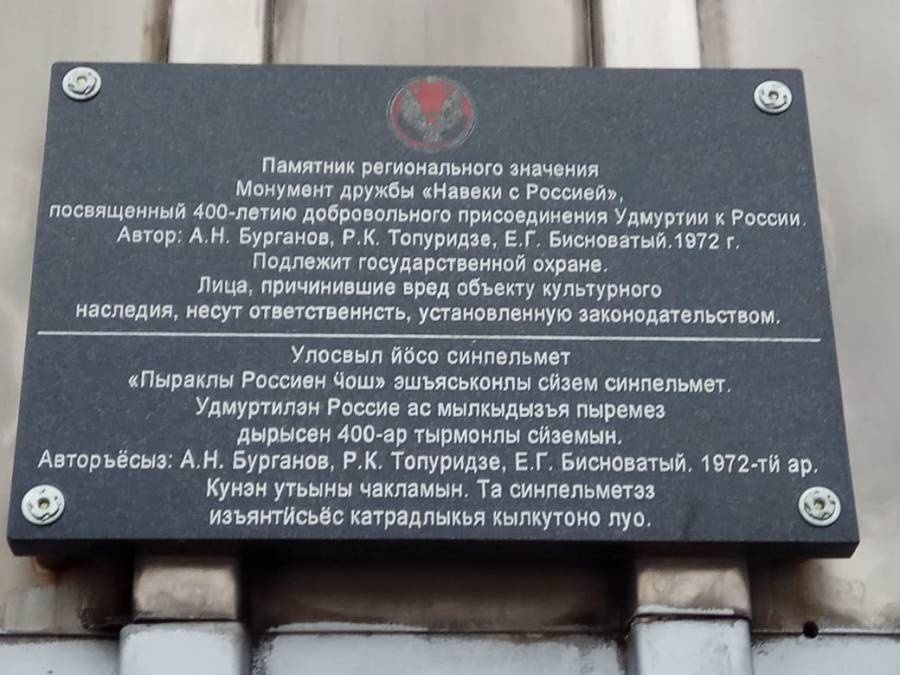 Памятник регионального значения
Монумент дружбы «Навеки с Россией»,
посвященный 400-летию добровольного присоединения Удмуртии к России.
Автор: А.Н. Бурганов, Р.К. Топуридзе, Е.Г. Бисноватый.1972 г.
Подлежит государственной охране.
Лица, причинившие вред объекту культурного
наследия, несут ответственнсть, установленную законодательством.
Улосвыл йӧсо синпельмет
«Пыраклы Россиен ӵош» эшъяськонлы сӥзем синпельмет.
Удмуртилэн Россие ас мылкыдызъя пыремез
дырысен 400-ар тырмонлы сӥземын.
Авторъёсыз: А.Н. Бурганов, Р.К. Топуридзе, Е.Г. Бисноватый. 1972-тӥ ар.
Кунэн утьыны чакламын. Та синпельметэз
изъянтӥсьёс катрадлыкъя кылкутоно луо.